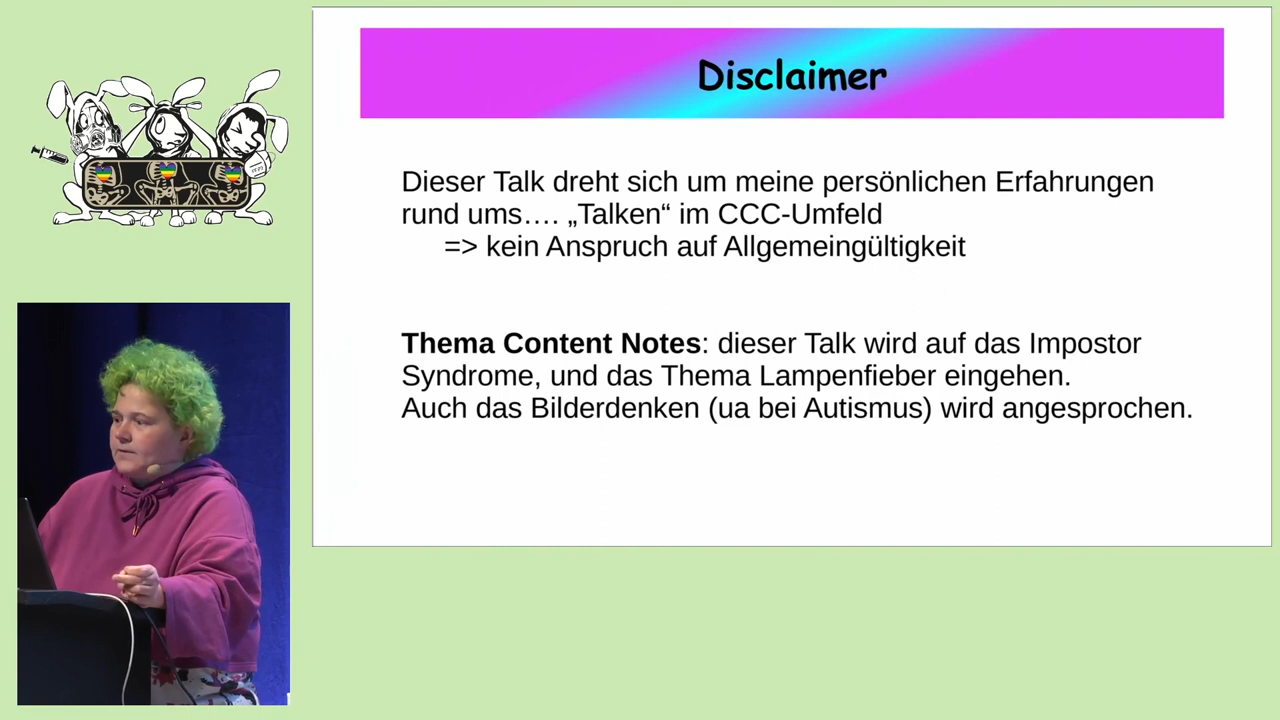 Disclaimer
Dieser Talk dreht sich um meine persönlichen Erfahrungen
rund ums…. „Talken“ im CCC-Umfeld
=> kein Anspruch auf Allgemeingültigkeit
Thema Content Notes: dieser Talk wird auf das Impostor
Syndrome, und das Thema Lampenfieber eingehen.
Auch das Bilderdenken (ua bei Autismus) wird angesprochen.